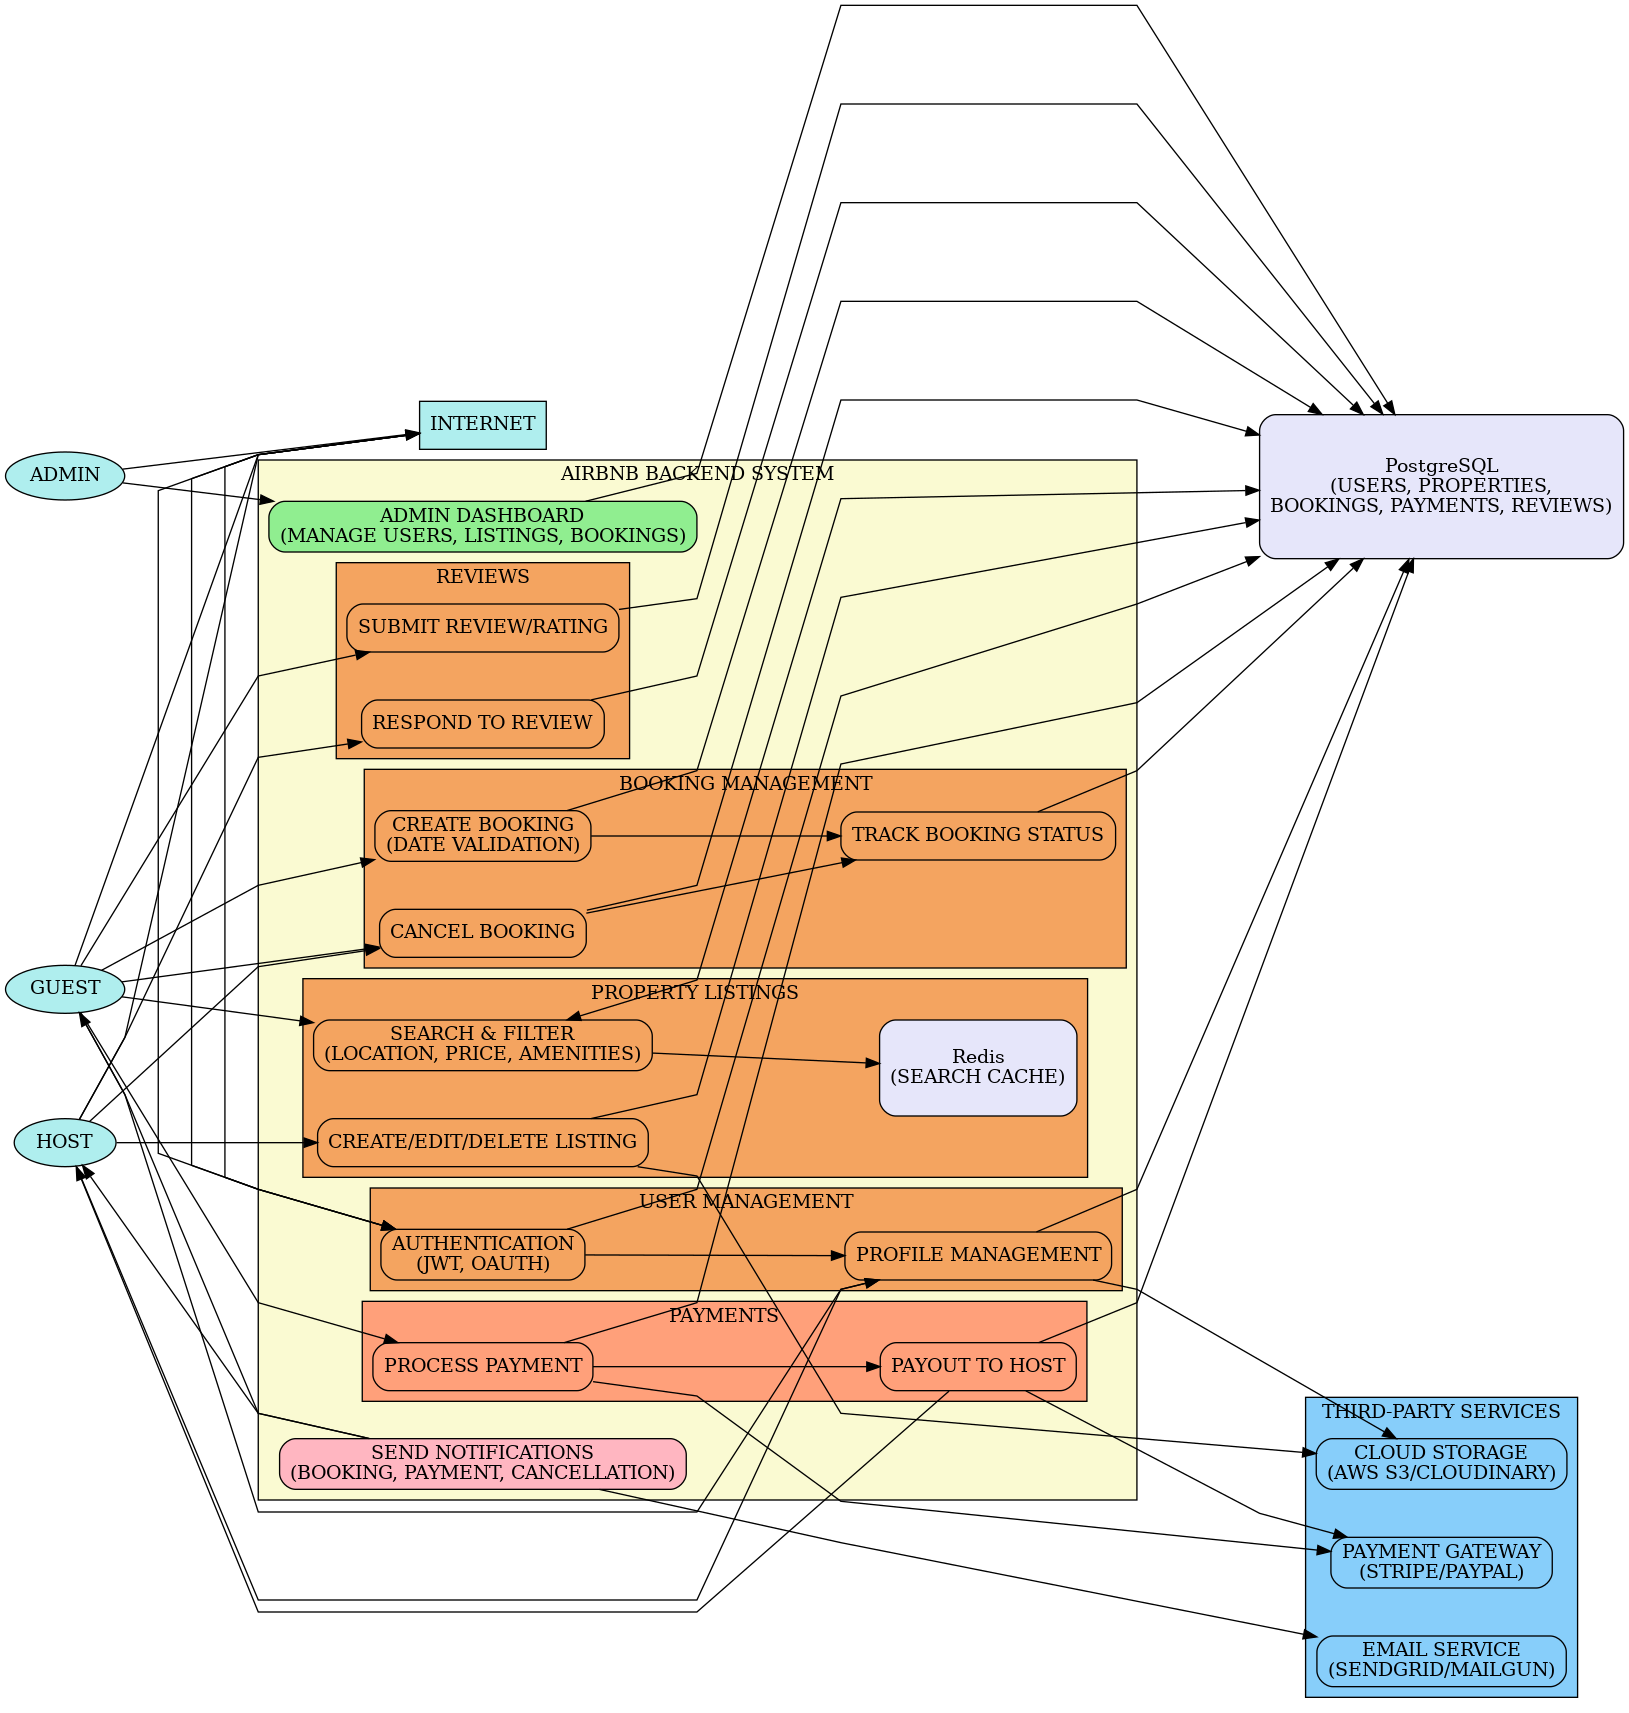 INTERNET
ADMIN
AIRBNB BACKEND SYSTEM
ADMIN DASHBOARD
(MANAGE USERS, LISTINGS, BOOKINGS)
PostgreSQL
(USERS, PROPERTIES,
BOOKINGS, PAYMENTS, REVIEWS)
REVIEWS
SUBMIT REVIEW/RATING
RESPOND TO REVIEW
BOOKING MANAGEMENT
CREATE BOOKING
(DATE VALIDATION)
TRACK BOOKING STATUS
CANCEL BOOKING
GUEST
PROPERTY LISTINGS
SEARCH & FILTER
(LOCATION, PRICE, AMENITIES)
Redis
(SEARCH CACHE)
HOST
CREATE/EDIT/DELETE LISTING
USER MANAGEMENT
AUTHENTICATION
(JWT, OAUTH)
PROFILE MANAGEMENT
PAYMENTS
PROCESS PAYMENT
PAYOUT TO HOST
SEND NOTIFICATIONS
(BOOKING, PAYMENT, CANCELLATION)
THIRD-PARTY SERVICES
CLOUD STORAGE
(AWS S3/CLOUDINARY)
PAYMENT GATEWAY
(STRIPE/PAYPAL)
EMAIL SERVICE
(SENDGRID/MAILGUN)